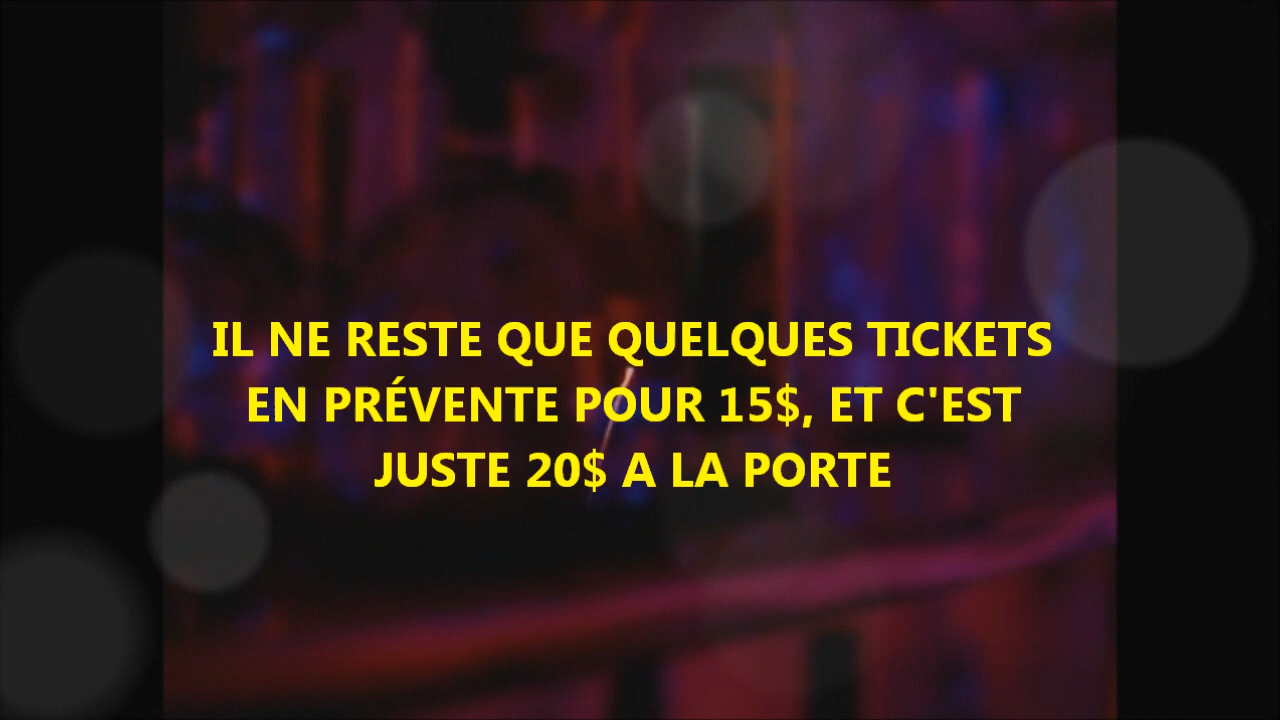 IL NE RESTE QUE QUELQUES TICKETS
EN PRÉVENTE POUR 15$, ET C'EST
JUSTE 20$ A LA PORTE